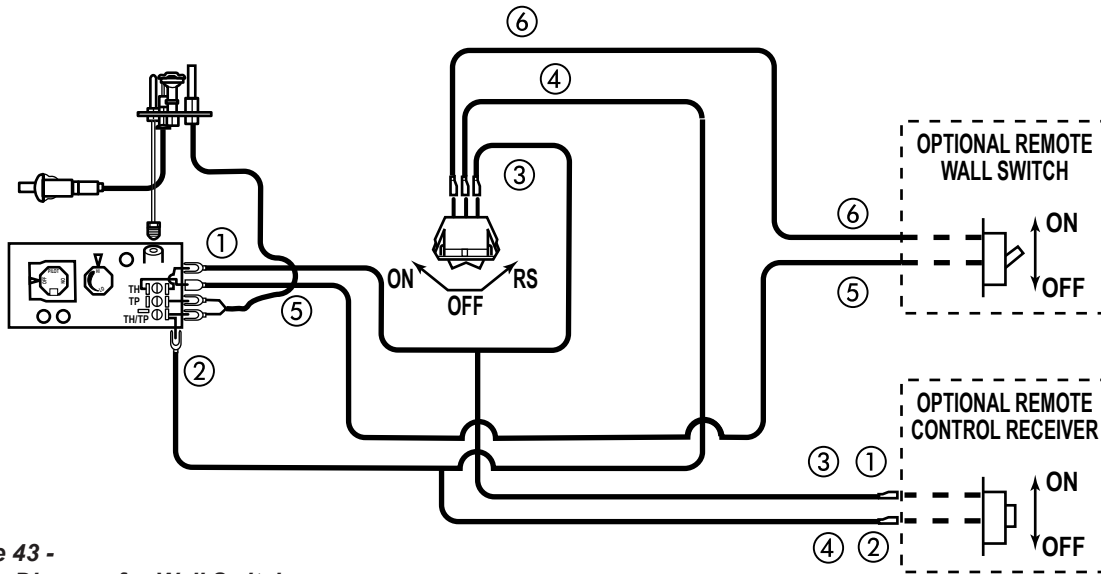 ⑥
④
③
OPTIONAL REMOTE
WALL SWITCH
⑥
ON
OFF
⑤
①
TH
TP
TH/TP
⑤
②
ON
OFF
RS
OPTIONAL REMOTE
CONTROL RECEIVER
③ ①
ON
OFF
④ ②
e 43 -